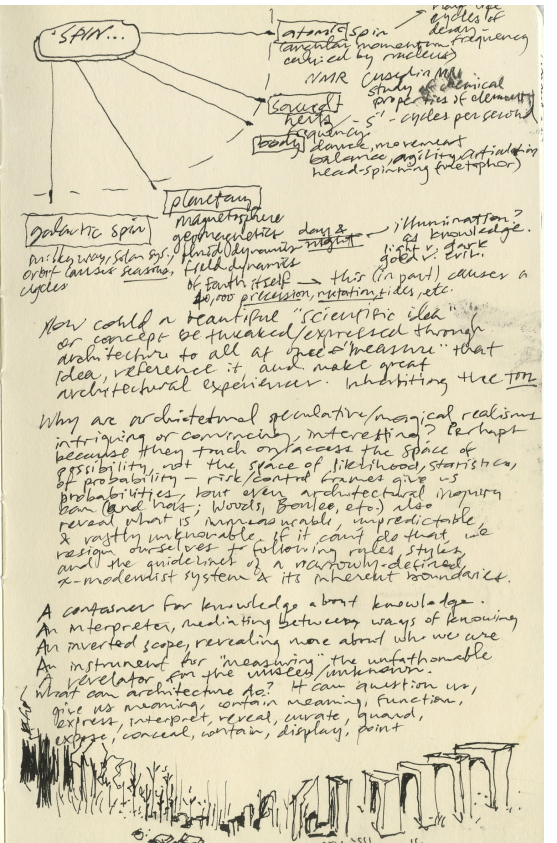 SPIN...
atomic spin
cycles of
decay
(angular momentum frequency
carried by nucleus)
NMR (used in
study of chemical
properties of elements
sound
hertz
frequency - s⁻¹ - cycles per second
body dance, movement
balance, agility, articulation
head-spinning (metaphor)
galactic spin
milky way, solar sys.,
orbit causes seasons,
cycles
planetary
magnetosphere
geomagnetics
fluid dynamics
field dynamics
of Earth itself → this (in part) causes a
precession, nutation, tides, etc.
day &
night
illumination?
as knowledge.
light v. dark
good v. evil.
How could a beautiful "scientific idea"
or concept be tweaked/expressed through
architecture to all at once "measure" that
idea, reference it and make great
architectural experience. Inhabiting the
Why are architectural speculative/magical realisms
intriguing or convincing, interesting? Perhaps
because they touch on/access the space of
possibility, not the space of likelihood, statistics,
of probability - risk/control frames give us
probabilities, but even architectural inquiry
can (and has; Woods, Boullee, etc.) also
reveal what is immeasurable, unpredictable,
& vastly unknowable. If it can't do that, we
resign ourselves to following rules, styles,
and the guidelines of a narrowly-defined
x-modernist system & its inherent boundaries.
A container for knowledge about knowledge.
An interpreter, mediating between ways of knowing
An inverted scope, revealing more about who we are
An instrument for "measuring" the unfathomable
A revelator for the unseen/unknown.
What can architecture do? It can question us,
give us meaning, contain meaning, function,
express, interpret, reveal, curate, guard,
expose, conceal, contain, display, point